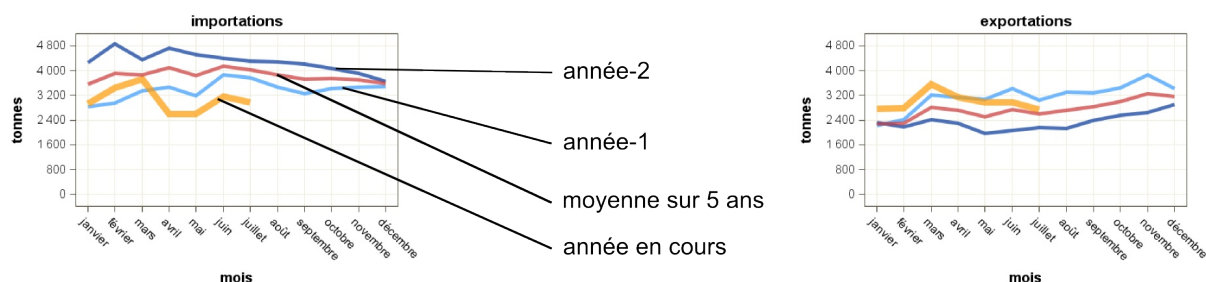 importations
4 800
4 000
3 200
2 400
1 600
800
0
tonnes
janvier
février
mars
avril
mai
juin
juillet
août
septembre
octobre
novembre
décembre
mois
année-2
année-1
moyenne sur 5 ans
année en cours
exportations
4 800
4 000
3 200
2 400
1 600
800
0
tonnes
janvier
février
mars
avril
mai
juin
juillet
août
septembre
octobre
novembre
décembre
mois